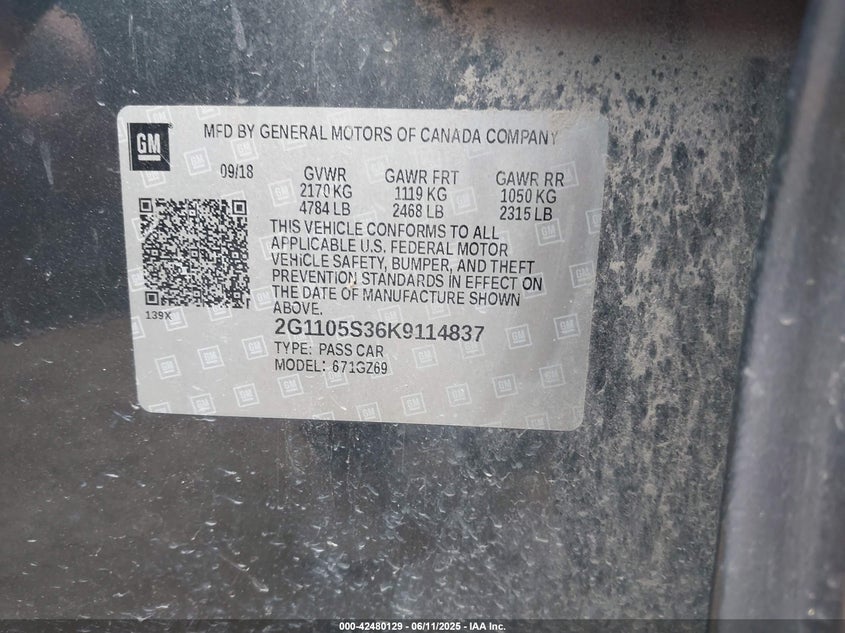 GM
MFD BY GENERAL MOTORS OF CANADA COMPANY
09/18 GVWR GAWR FRT GAWR RR
2170 KG 1119 KG 1050 KG
4784 LB 2468 LB 2315 LB
THIS VEHICLE CONFORMS TO ALL
APPLICABLE U.S. FEDERAL MOTOR
VEHICLE SAFETY, BUMPER, AND THEFT
PREVENTION STANDARDS IN EFFECT ON
THE DATE OF MANUFACTURE SHOWN
ABOVE.
139X
2G1105S36K9114837
TYPE: PASS CAR
MODEL: 671GZ69
000-42480129 - 06/11/2025 - IAA Inc.